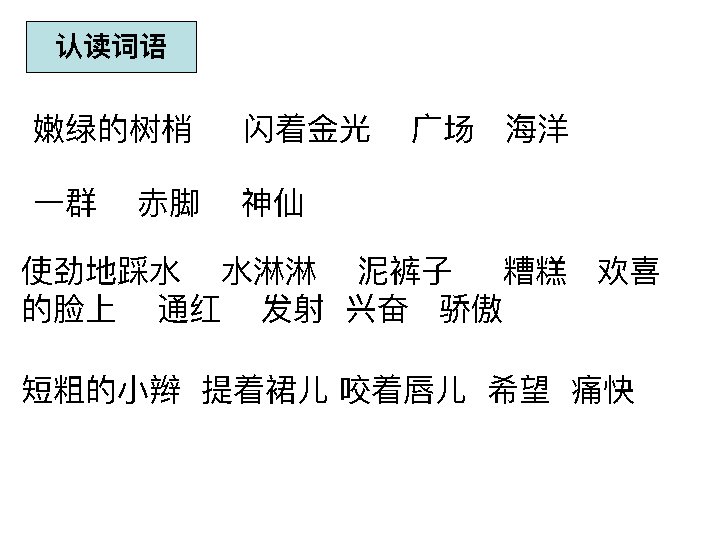 认读词语
嫩绿的树梢 闪着金光 广场 海洋
一群 赤脚 神仙
使劲地踩水 水淋淋 泥裤子 糟糕 欢喜
的脸上 通红 发射 兴奋 骄傲
短粗的小辫 提着裙儿 咬着唇儿 希望 痛快